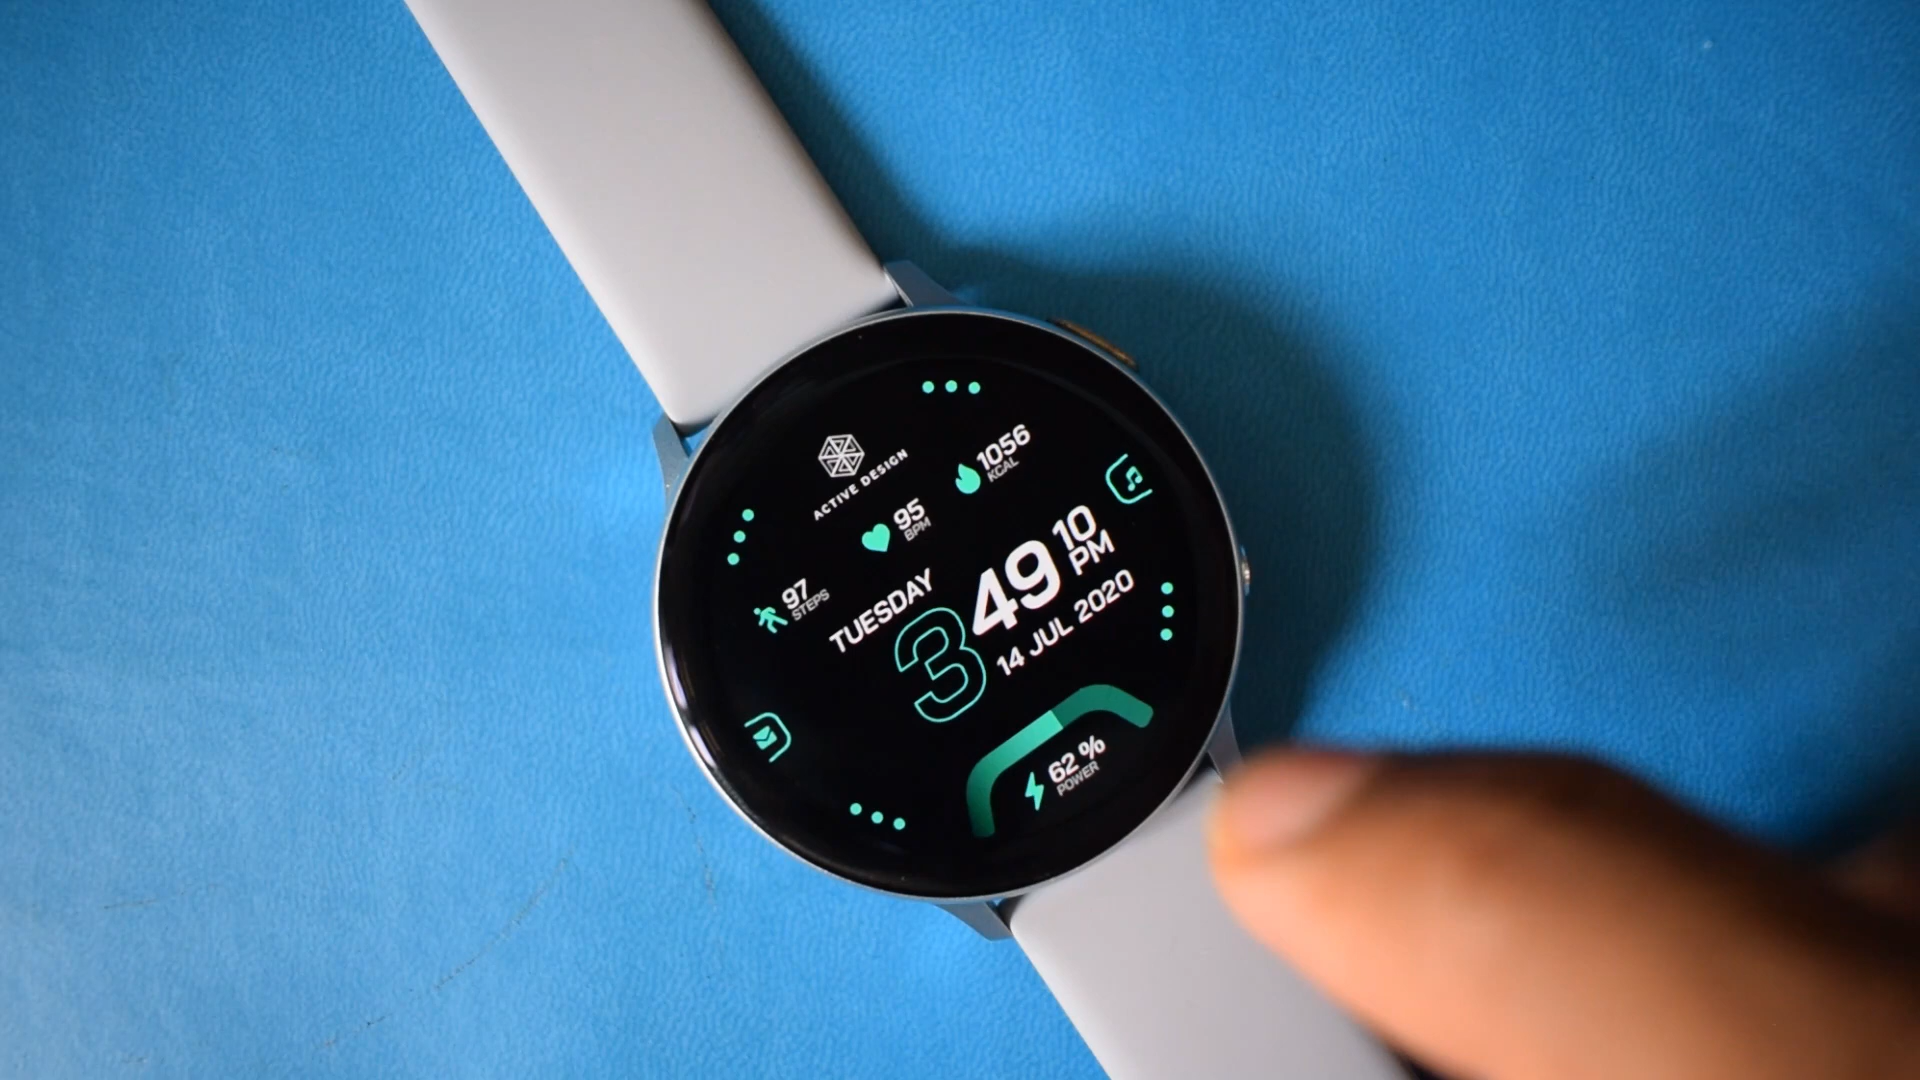 ACTIVE DESIGN
1056
KCAL
95
BPM
97
STEPS
TUESDAY
3
49
10
PM
14 JUL 2020
62 %
POWER